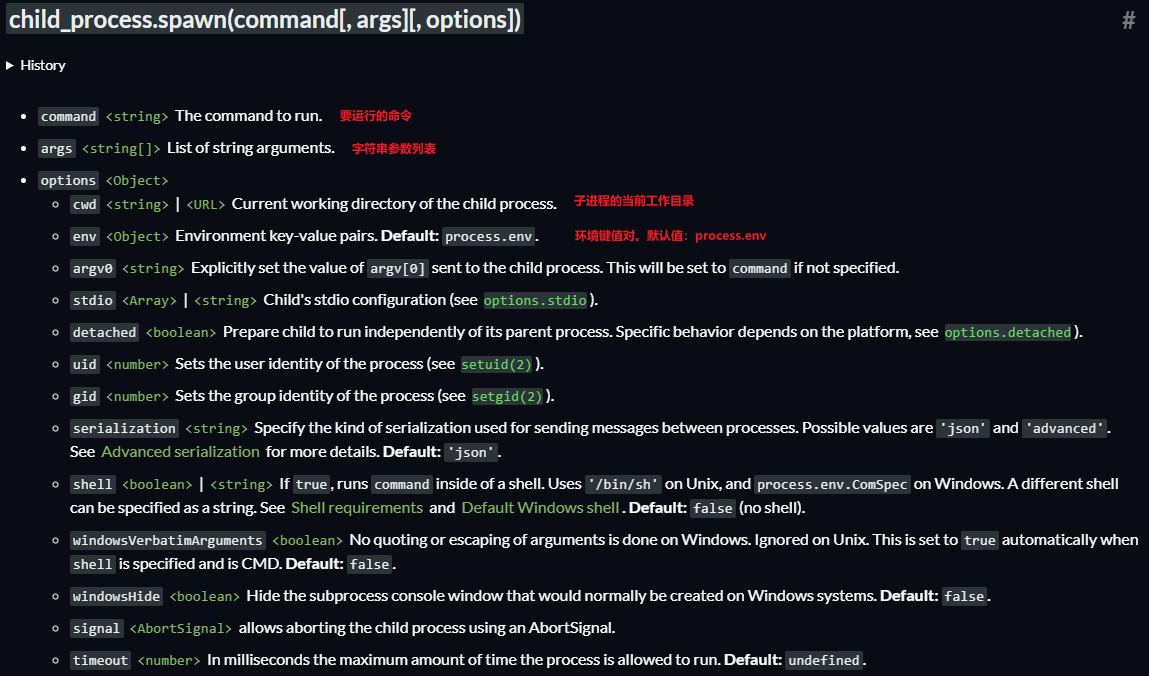 child_process.spawn(command[, args][, options])
#
History
command <string> The command to run. 要运行的命令
args <string[]> List of string arguments. 字符串参数列表
options <Object>
cwd <string> | <URL> Current working directory of the child process. 子进程的当前工作目录
env <Object> Environment key-value pairs. Default: process.env. 环境键值对。默认值：process.env
argv0 <string> Explicitly set the value of argv[0] sent to the child process. This will be set to command if not specified.
stdio <Array> | <string> Child's stdio configuration (see options.stdio).
detached <boolean> Prepare child to run independently of its parent process. Specific behavior depends on the platform, see options.detached).
uid <number> Sets the user identity of the process (see setuid(2)).
gid <number> Sets the group identity of the process (see setgid(2)).
serialization <string> Specify the kind of serialization used for sending messages between processes. Possible values are 'json' and 'advanced'.
See Advanced serialization for more details. Default: 'json'.
shell <boolean> | <string> If true, runs command inside of a shell. Uses '/bin/sh' on Unix, and process.env.ComSpec on Windows. A different shell
can be specified as a string. See Shell requirements and Default Windows shell. Default: false (no shell).
windowsVerbatimArguments <boolean> No quoting or escaping of arguments is done on Windows. Ignored on Unix. This is set to true automatically when
shell is specified and is CMD. Default: false.
windowsHide <boolean> Hide the subprocess console window that would normally be created on Windows systems. Default: false.
signal <AbortSignal> allows aborting the child process using an AbortSignal.
timeout <number> In milliseconds the maximum amount of time the process is allowed to run. Default: undefined.